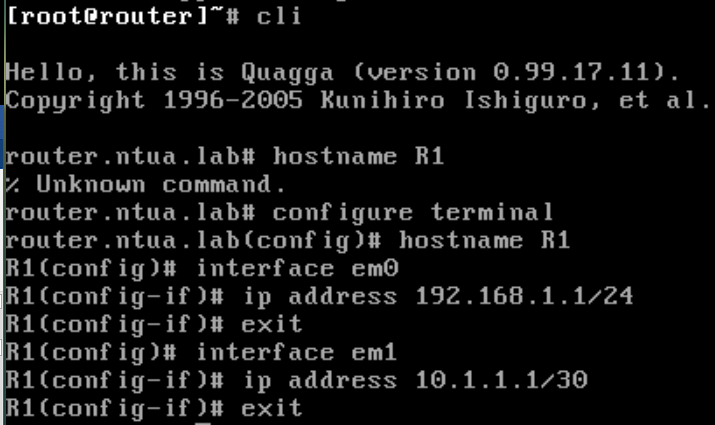 [root@router]~# cli
Hello, this is Quagga (version 0.99.17.11).
Copyright 1996-2005 Kunihiro Ishiguro, et al.
router.ntua.lab# hostname R1
% Unknown command.
router.ntua.lab# configure terminal
router.ntua.lab(config)# hostname R1
R1(config)# interface em0
R1(config-if)# ip address 192.168.1.1/24
R1(config-if)# exit
R1(config)# interface em1
R1(config-if)# ip address 10.1.1.1/30
R1(config-if)# exit